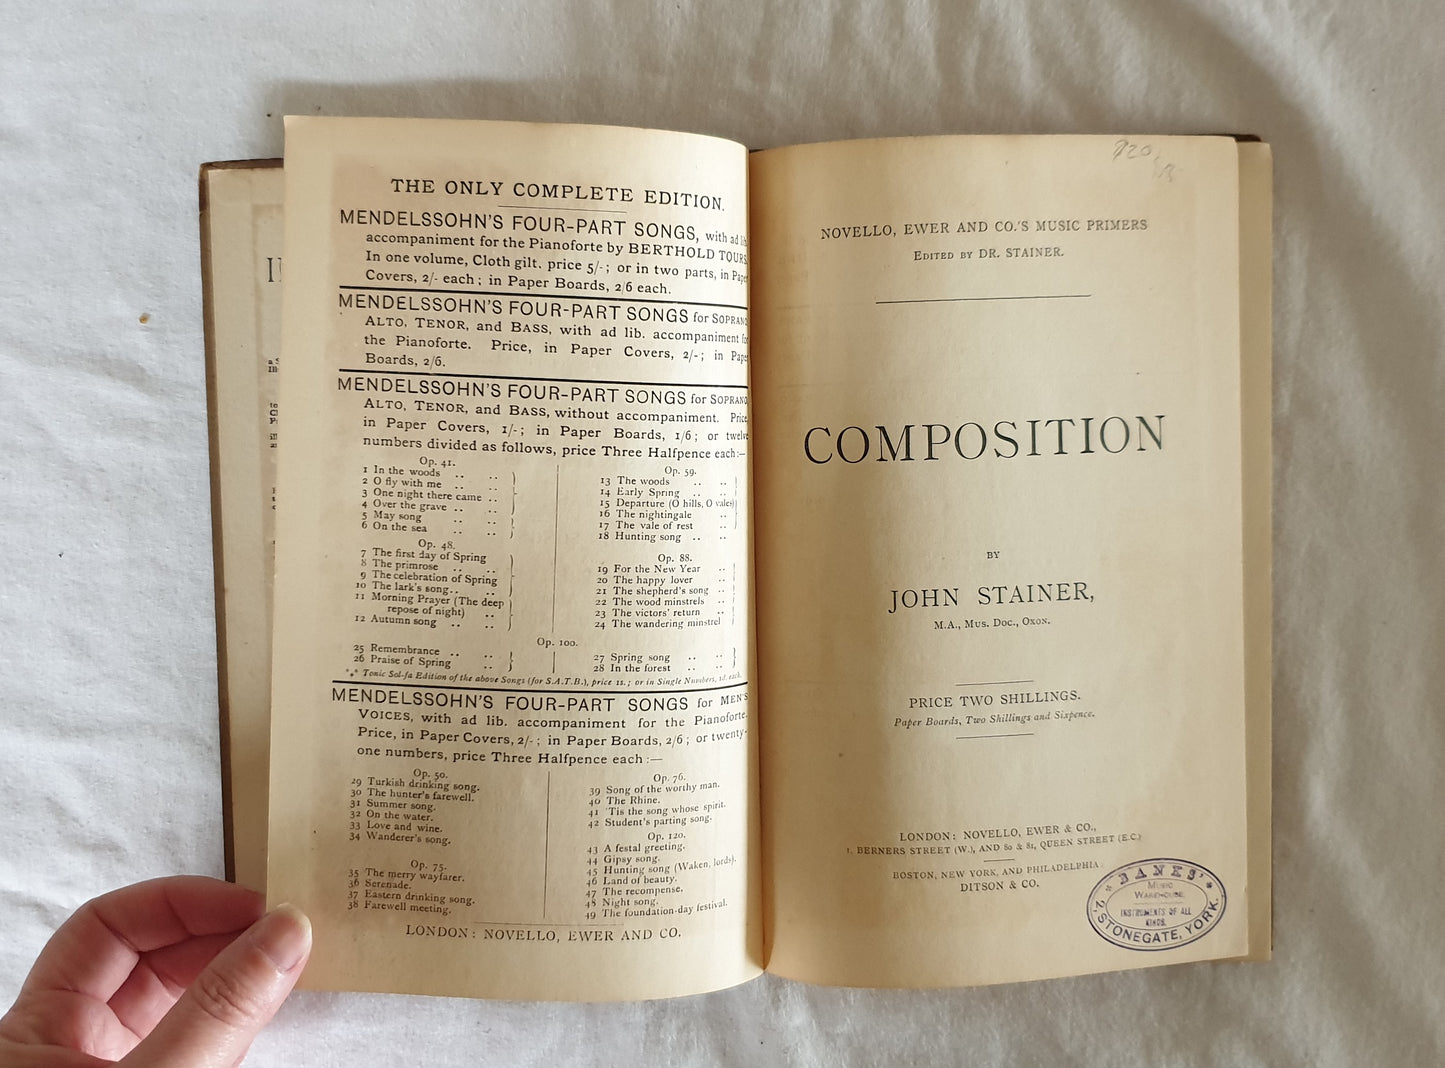 THE ONLY COMPLETE EDITION.
MENDELSSOHN'S FOUR-PART SONGS, with ad lib.
accompaniment for the Pianoforte by BERTHOLD TOURS.
In one volume, Cloth gilt, price 5/-; or in two parts, in Paper
Covers, 2/- each; in Paper Boards, 2/6 each.
MENDELSSOHN'S FOUR-PART SONGS for SOPRANO,
ALTO, TENOR, and BASS, with ad lib. accompaniment for
the Pianoforte. Price, in Paper Covers, 2/-; in Paper
Boards, 2/6.
MENDELSSOHN'S FOUR-PART SONGS for SOPRANO,
ALTO, TENOR, and BASS, without accompaniment. Price,
in Paper Covers, 1/-; in Paper Boards, 1/6; or twelve
numbers divided as follows, price Three Halfpence each:—
Op. 41.
1 In the woods .. ..
2 O fly with me .. ..
3 One night there came ..
4 Over the grave .. ..
5 May song .. ..
6 On the sea .. ..
Op. 48.
7 The first day of Spring
8 The primrose .. ..
9 The celebration of Spring
10 The lark's song .. ..
11 Morning Prayer (The deep
repose of night) ..
12 Autumn song .. ..
Op. 59.
13 The woods .. ..
14 Early Spring .. ..
15 Departure (O hills, O vales)
16 The nightingale ..
17 The vale of rest ..
18 Hunting song .. ..
Op. 88.
19 For the New Year ..
20 The happy lover ..
21 The shepherd's song ..
22 The wood minstrels ..
23 The victors' return ..
24 The wandering minstrel
Op. 100.
25 Remembrance .. ..
26 Praise of Spring ..
27 Spring song .. ..
28 In the forest .. ..
*** Tonic Sol-fa Edition of the above Songs (for S.A.T.B.), price 1s.; or in Single Numbers, 1d. each.
MENDELSSOHN'S FOUR-PART SONGS for MEN'S
VOICES, with ad lib. accompaniment for the Pianoforte.
Price, in Paper Covers, 2/-; in Paper Boards, 2/6; or twenty-
one numbers, price Three Halfpence each:—
Op. 50.
29 Turkish drinking song.
30 The hunter's farewell.
31 Summer song.
32 On the water.
33 Love and wine.
34 Wanderer's song.
Op. 75.
35 The merry wayfarer.
36 Serenade.
37 Eastern drinking song.
38 Farewell meeting.
Op. 76.
39 Song of the worthy man.
40 The Rhine.
41 'Tis the song whose spirit.
42 Student's parting song.
Op. 120.
43 A festal greeting.
44 Gipsy song.
45 Hunting song (Waken, lords).
46 Land of beauty.
47 The recompense.
48 Night song.
49 The foundation-day festival.
LONDON: NOVELLO, EWER AND CO.
NOVELLO, EWER AND CO.'S MUSIC PRIMERS
EDITED BY DR. STAINER.
COMPOSITION
BY
JOHN STAINER,
M.A., MUS. DOC., OXON.
PRICE TWO SHILLINGS.
Paper Boards, Two Shillings and Sixpence.
LONDON: NOVELLO, EWER & CO.,
1, BERNERS STREET (W.), AND 80 & 81, QUEEN STREET (E.C.)
BOSTON, NEW YORK, AND PHILADELPHIA:
DITSON & CO.
BANKS'
MUSIC
WAREHOUSE.
INSTRUMENTS OF ALL
KINDS.
2, STONEGATE, YORK.